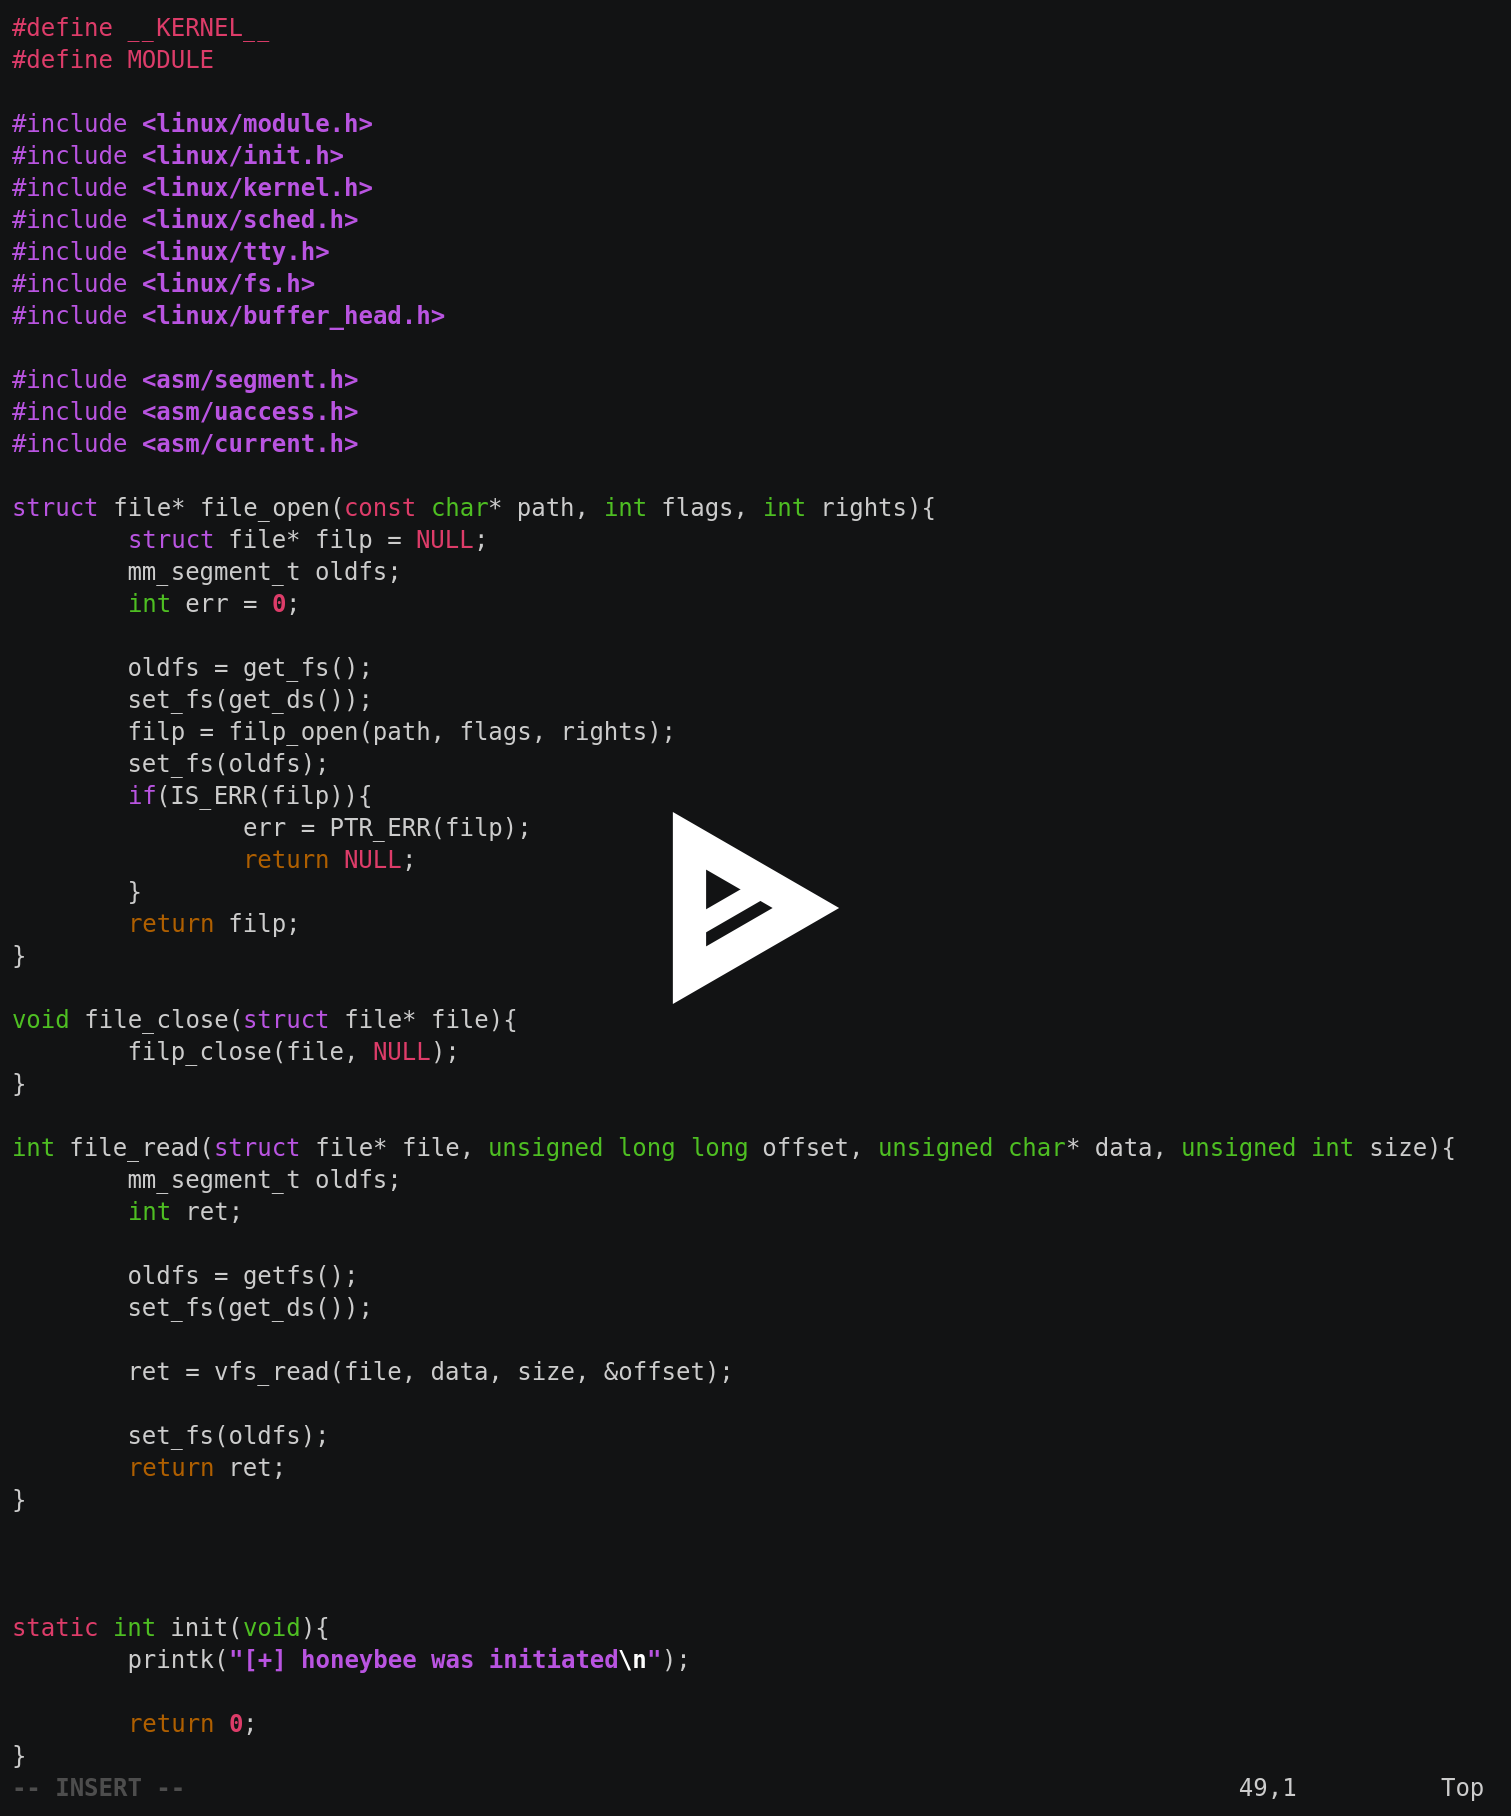 #define __KERNEL__
#define MODULE
#include <linux/module.h>
#include <linux/init.h>
#include <linux/kernel.h>
#include <linux/sched.h>
#include <linux/tty.h>
#include <linux/fs.h>
#include <linux/buffer_head.h>
#include <asm/segment.h>
#include <asm/uaccess.h>
#include <asm/current.h>
struct file* file_open(const char* path, int flags, int rights){
        struct file* filp = NULL;
        mm_segment_t oldfs;
        int err = 0;
        oldfs = get_fs();
        set_fs(get_ds());
        filp = filp_open(path, flags, rights);
        set_fs(oldfs);
        if(IS_ERR(filp)){
                err = PTR_ERR(filp);
                return NULL;
        }
        return filp;
}
void file_close(struct file* file){
        filp_close(file, NULL);
}
int file_read(struct file* file, unsigned long long offset, unsigned char* data, unsigned int size){
        mm_segment_t oldfs;
        int ret;
        oldfs = getfs();
        set_fs(get_ds());
        ret = vfs_read(file, data, size, &offset);
        set_fs(oldfs);
        return ret;
}
static int init(void){
        printk("[+] honeybee was initiated\n");
        return 0;
}
-- INSERT -- 49,1 Top